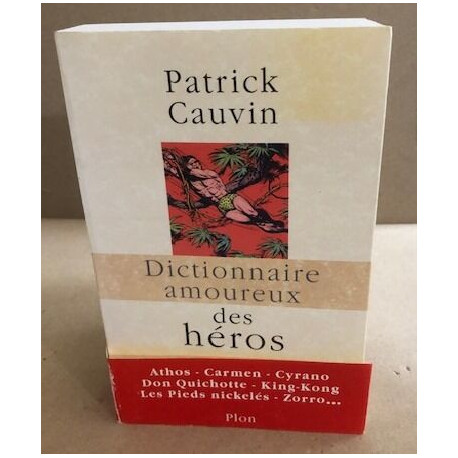 Patrick
Cauvin
Dictionnaire
amoureux
des
héros
Athos - Carmen - Cyrano
Don Quichotte - King-Kong
Les Pieds nickelés - Zorro...
Plon